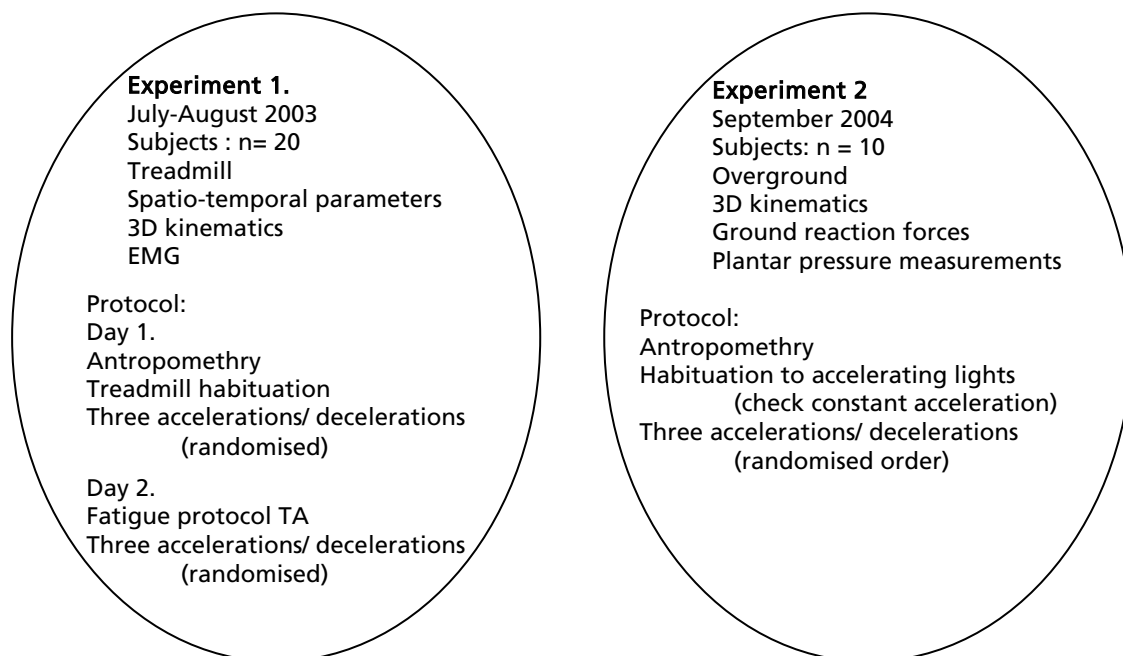 Experiment 1.
July-August 2003
Subjects : n= 20
Treadmill
Spatio-temporal parameters
3D kinematics
EMG
Protocol:
Day 1.
Antropomethry
Treadmill habituation
Three accelerations/ decelerations
(randomised)
Day 2.
Fatigue protocol TA
Three accelerations/ decelerations
(randomised)
Experiment 2
September 2004
Subjects: n = 10
Overground
3D kinematics
Ground reaction forces
Plantar pressure measurements
Protocol:
Antropomethry
Habituation to accelerating lights
(check constant acceleration)
Three accelerations/ decelerations
(randomised order)